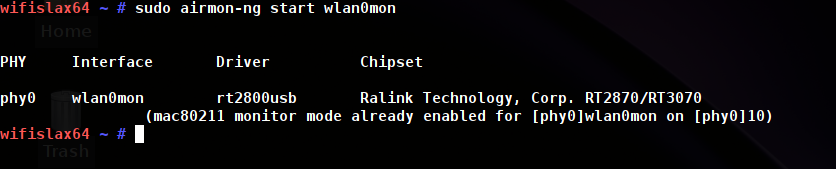 wifislax64 ~ # sudo airmon-ng start wlan0mon
Home
PHY Interface Driver Chipset
phy0 wlan0mon rt2800usb Ralink Technology, Corp. RT2870/RT3070
(mac80211 monitor mode already enabled for [phy0]wlan0mon on [phy0]10)
wifislax64 ~ #
Trash